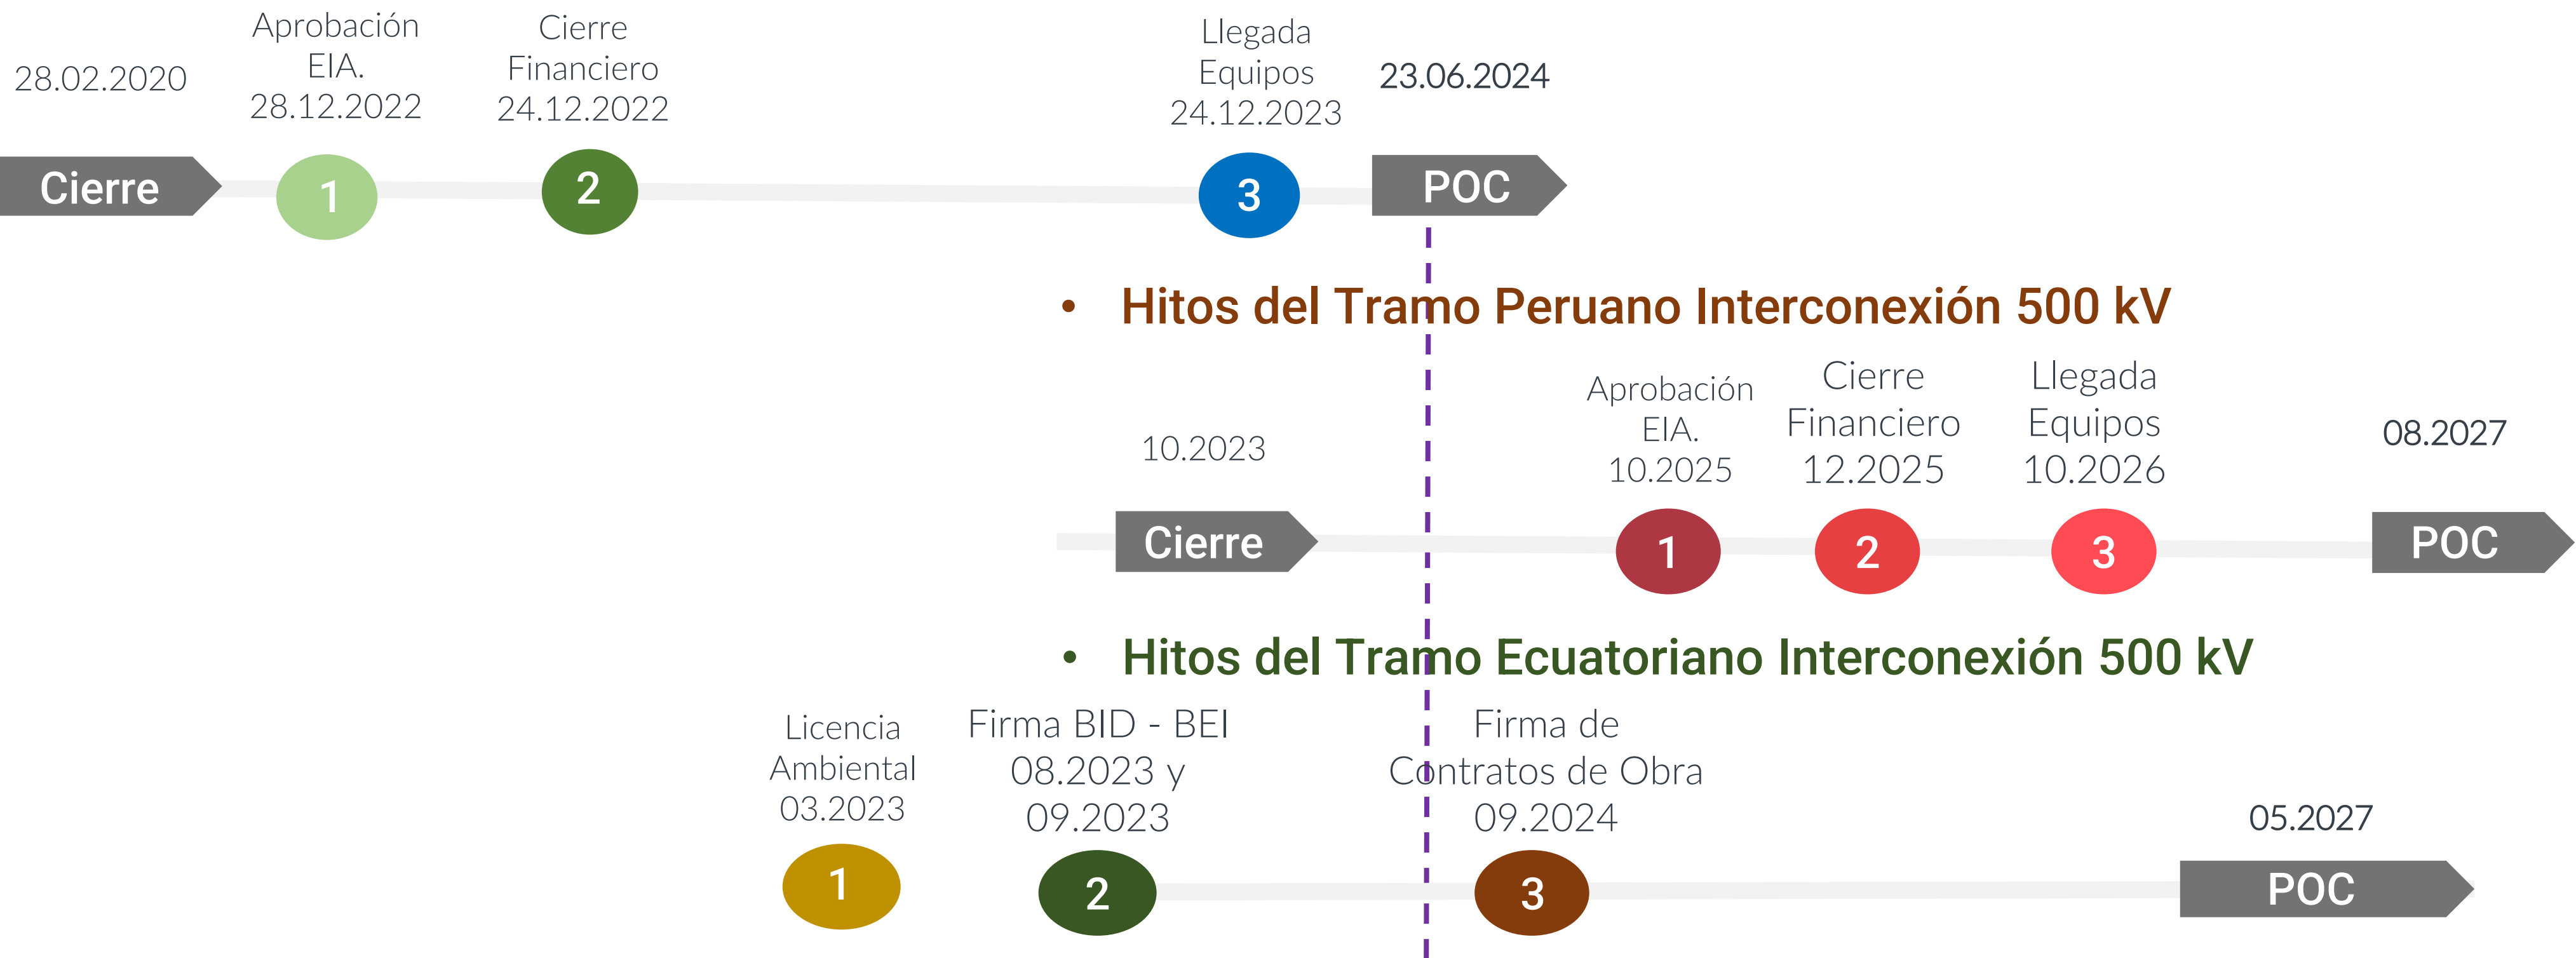 28.02.2020
Aprobación
EIA.
28.12.2022
Cierre
Financiero
24.12.2022
Llegada
Equipos
24.12.2023
23.06.2024
Cierre
1
2
3
POC
• Hitos del Tramo Peruano Interconexión 500 kV
10.2023
Aprobación
EIA.
10.2025
Cierre
Financiero
12.2025
Llegada
Equipos
10.2026
08.2027
Cierre
1
2
3
POC
• Hitos del Tramo Ecuatoriano Interconexión 500 kV
Licencia
Ambiental
03.2023
Firma BID - BEI
08.2023 y
09.2023
Firma de
Contratos de Obra
09.2024
05.2027
1
2
3
POC